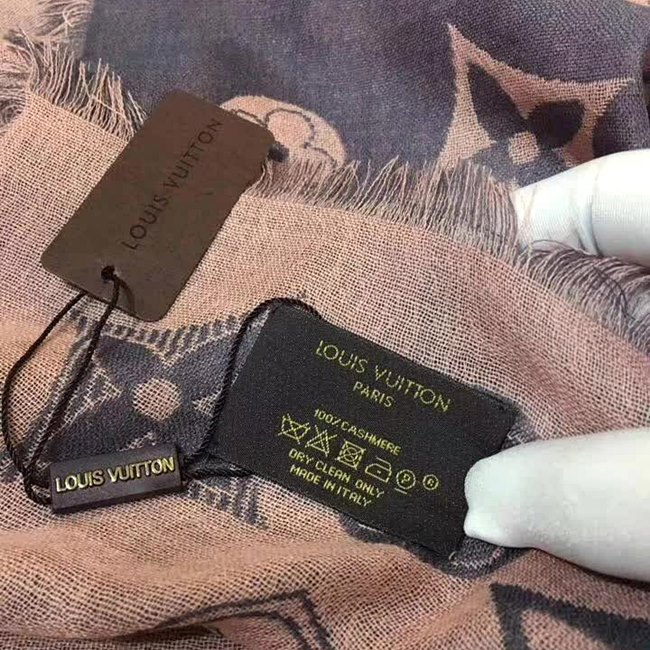 LOUIS VUITTON
LOUIS VUITTON
PARIS
100% CASHMERE
P
DRY CLEAN ONLY
MADE IN ITALY
LOUIS VUITTON